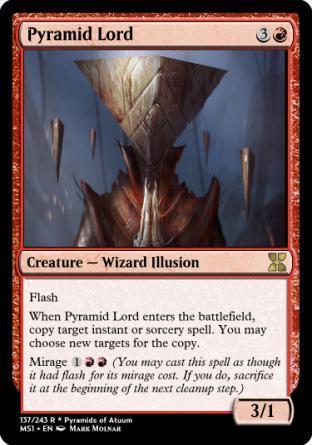 Pyramid Lord 3
Creature — Wizard Illusion
Flash
When Pyramid Lord enters the battlefield,
copy target instant or sorcery spell. You may
choose new targets for the copy.
Mirage 1 (You may cast this spell as though
it had flash for its mirage cost. If you do, sacrifice
it at the beginning of the next cleanup step.)
3/1
137/243 R * Pyramids of Atuum
MS1 • EN Mark Molnar